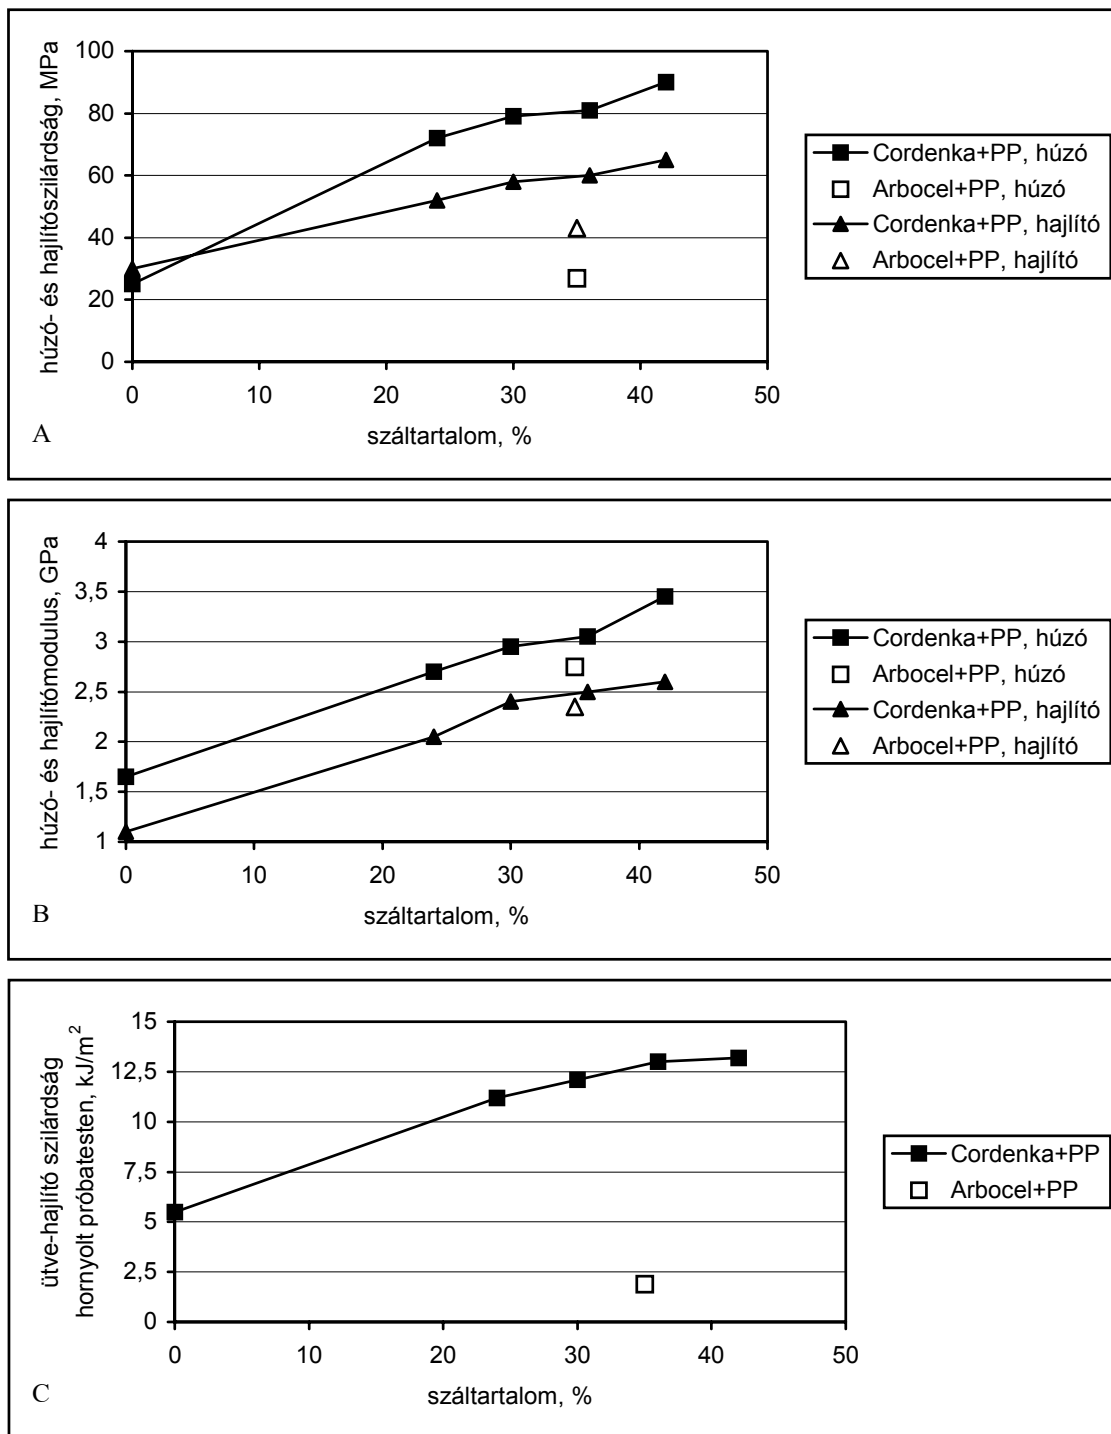 húzó- és hajlítószilárdság, MPa
100
80
60
40
20
0
0 10 20 30 40 50
száltartalom, %
A
Cordenka+PP, húzó
Arbocel+PP, húzó
Cordenka+PP, hajlító
Arbocel+PP, hajlító
húzó- és hajlítómodulus, GPa
4
3,5
3
2,5
2
1,5
1
0 10 20 30 40 50
száltartalom, %
B
Cordenka+PP, húzó
Arbocel+PP, húzó
Cordenka+PP, hajlító
Arbocel+PP, hajlító
ütve-hajlító szilárdság
hornyolt próbatesten, kJ/m²
15
12,5
10
7,5
5
2,5
0
0 10 20 30 40 50
száltartalom, %
C
Cordenka+PP
Arbocel+PP